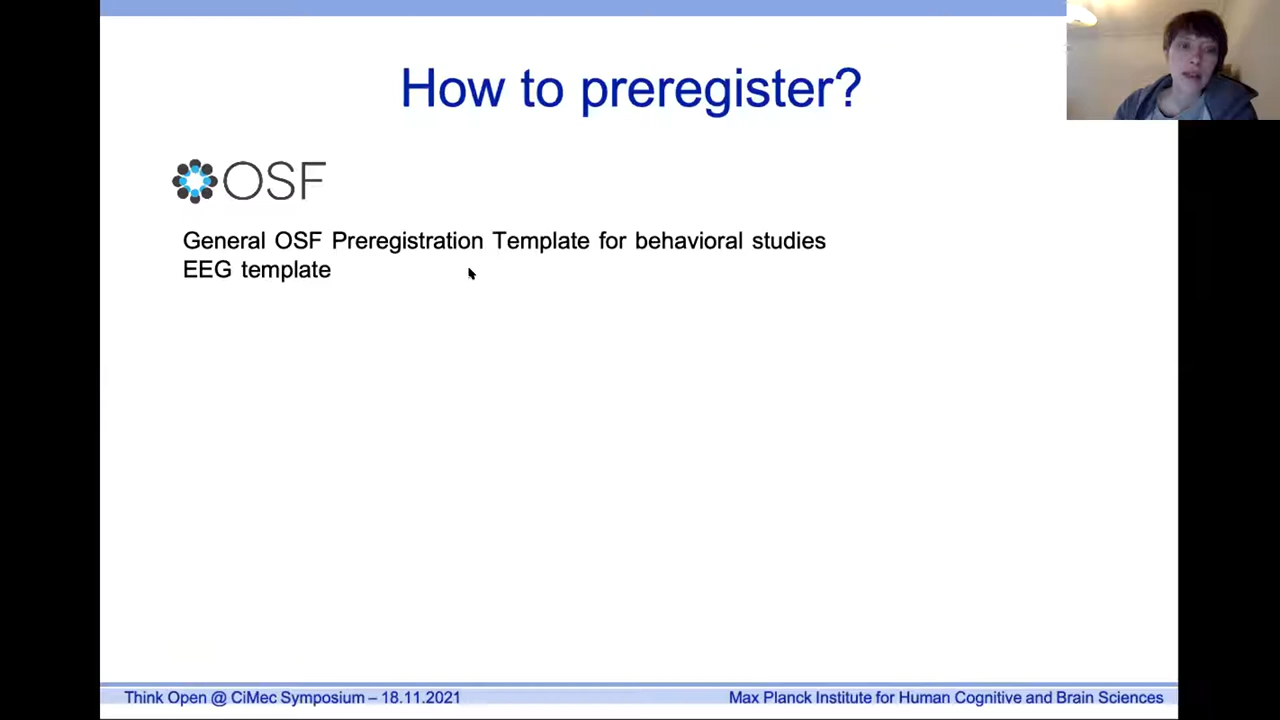 How to preregister?
OSF
General OSF Preregistration Template for behavioral studies
EEG template
Think Open @ CiMec Symposium – 18.11.2021
Max Planck Institute for Human Cognitive and Brain Sciences